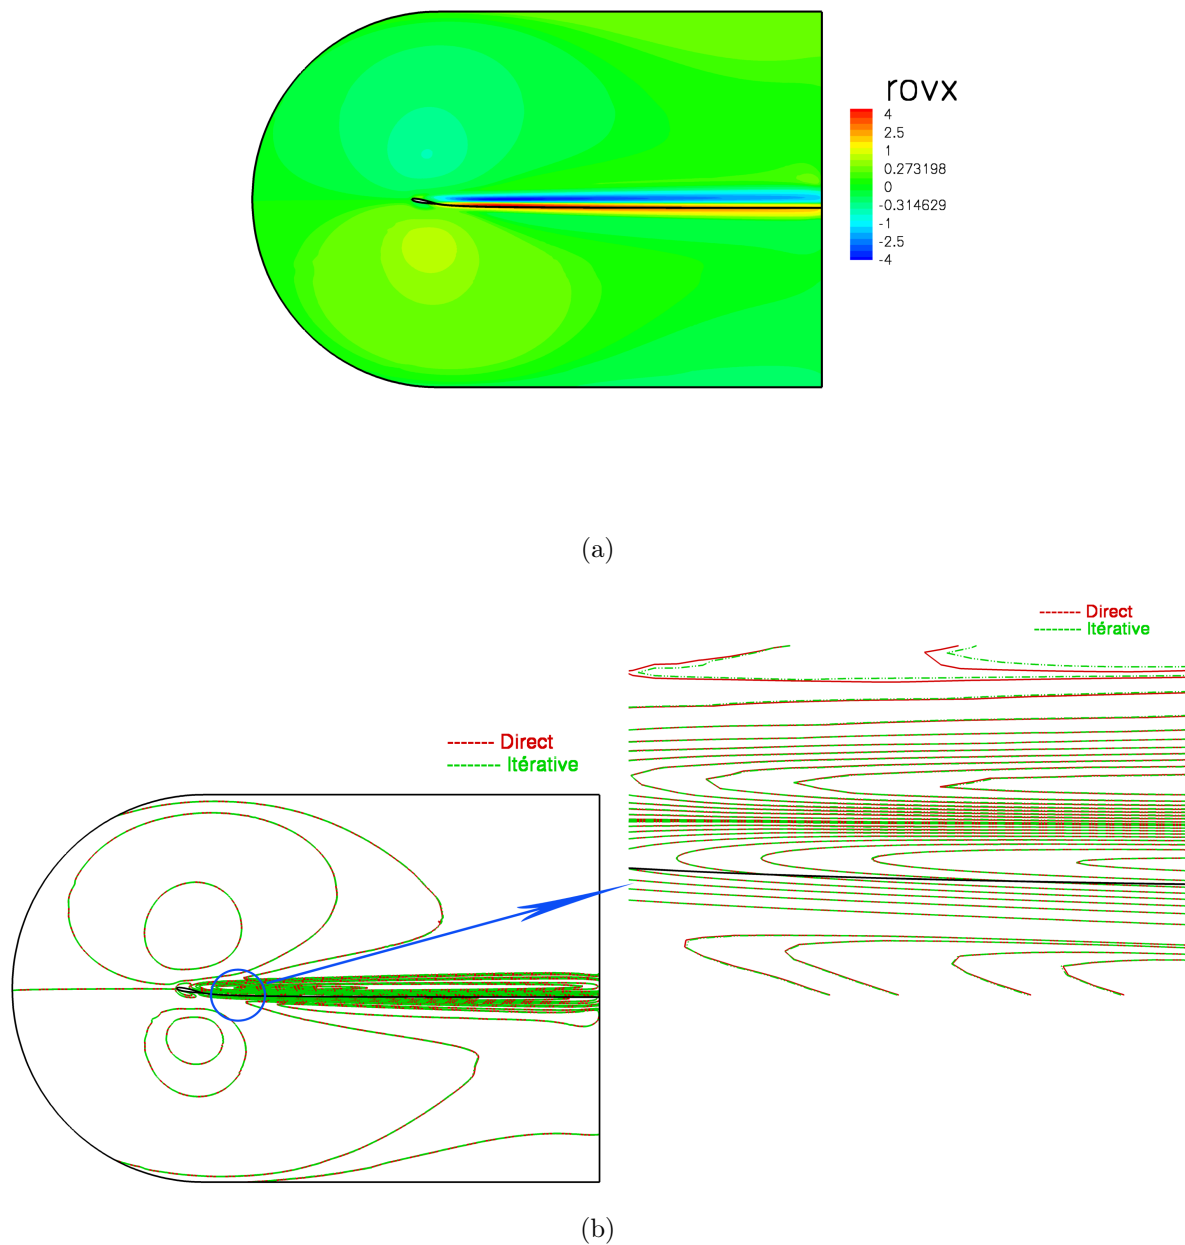 rovx
4
2.5
1
0.273198
0
-0.314629
-1
-2.5
-4
(a)
Direct
Itérative
Direct
Itérative
(b)